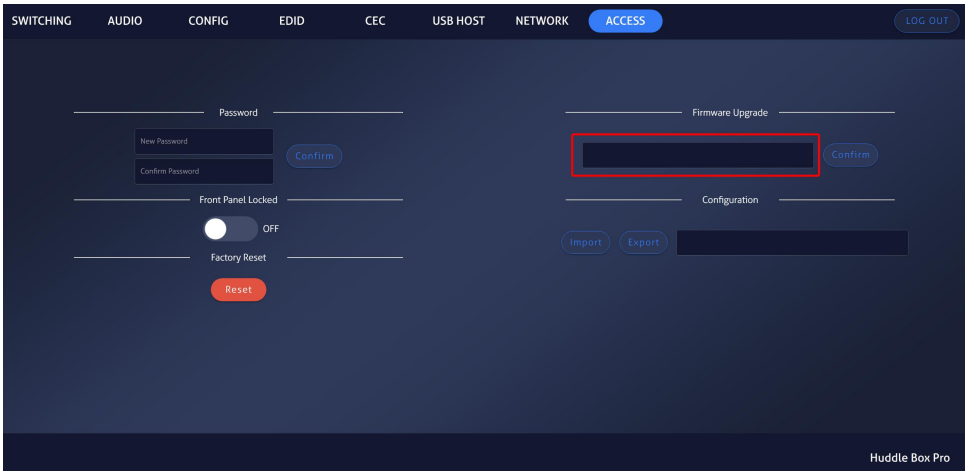 SWITCHING AUDIO CONFIG EDID CEC USB HOST NETWORK ACCESS LOG OUT
Password
New Password
Confirm Password
Confirm
Front Panel Locked
OFF
Factory Reset
Reset
Firmware Upgrade
Confirm
Configuration
Import Export
Huddle Box Pro